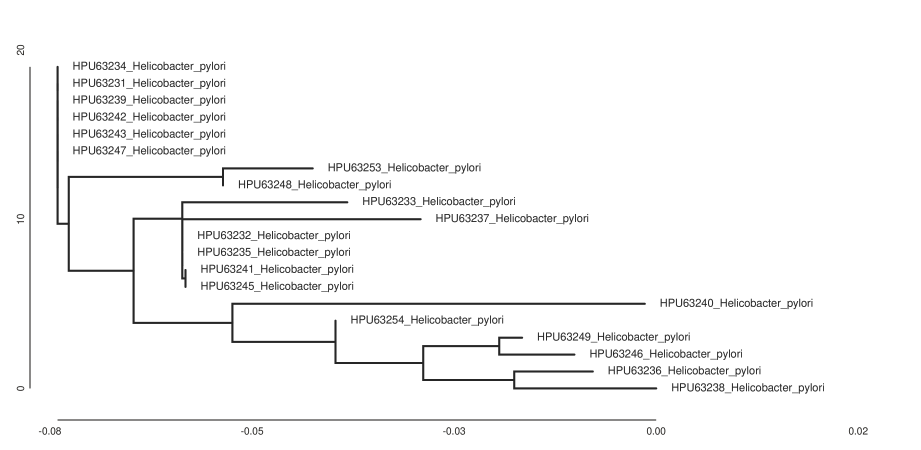 20
HPU63234_Helicobacter_pylori
HPU63231_Helicobacter_pylori
HPU63239_Helicobacter_pylori
HPU63242_Helicobacter_pylori
HPU63243_Helicobacter_pylori
HPU63247_Helicobacter_pylori
HPU63253_Helicobacter_pylori
HPU63248_Helicobacter_pylori
HPU63233_Helicobacter_pylori
10
HPU63237_Helicobacter_pylori
HPU63232_Helicobacter_pylori
HPU63235_Helicobacter_pylori
HPU63241_Helicobacter_pylori
HPU63245_Helicobacter_pylori
HPU63240_Helicobacter_pylori
HPU63254_Helicobacter_pylori
HPU63249_Helicobacter_pylori
HPU63246_Helicobacter_pylori
HPU63236_Helicobacter_pylori
0
HPU63238_Helicobacter_pylori
-0.08 -0.05 -0.03 0.00 0.02